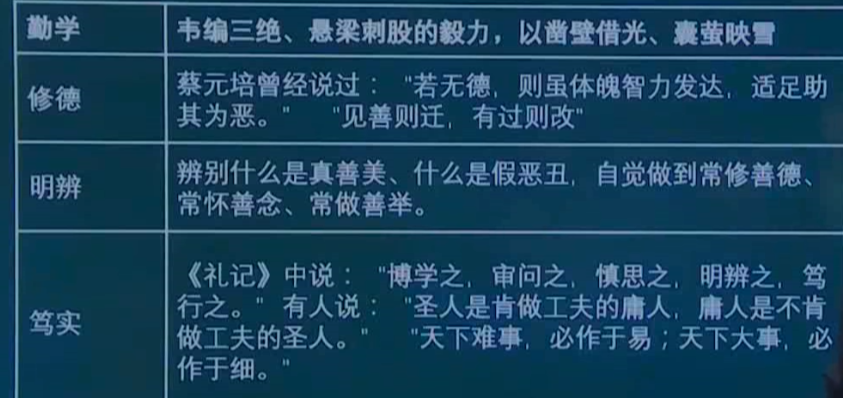 勤学
韦编三绝、悬梁刺股的毅力，以凿壁借光、囊萤映雪
修德
蔡元培曾经说过："若无德，则虽体魄智力发达，适足助
其为恶。" "见善则迁，有过则改"
明辨
辨别什么是真善美、什么是假恶丑，自觉做到常修善德、
常怀善念、常做善举。
笃实
《礼记》中说："博学之，审问之，慎思之，明辨之，笃
行之。" 有人说："圣人是肯做工夫的庸人，庸人是不肯
做工夫的圣人。" "天下难事，必作于易；天下大事，必
作于细。"